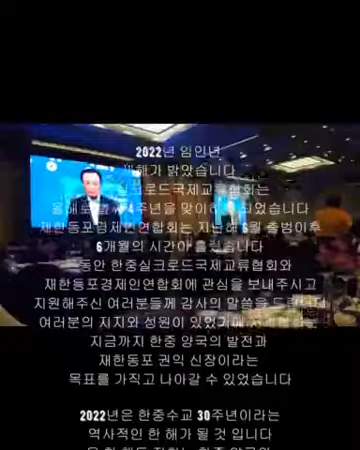 2022년 임인년
새해가 밝았습니다
실크로드국제교류협회는
올해로 4주년을 맞이하게 되었습니다
재한동포경제인연합회는 지난해 6월 출범이후
6개월의 시간이 흘렀습니다
동안 한중실크로드국제교류협회와
재한동포경제인연합회에 관심을 보내주시고
지원해주신 여러분들께 감사의 말씀을 드립니다
여러분의 지지와 성원이 있었기에
지금까지 한중 양국의 발전과
재한동포 권익 신장이라는
목표를 가직고 나아갈 수 있었습니다
2022년은 한중수교 30주년이라는
역사적인 한 해가 될 것 입니다